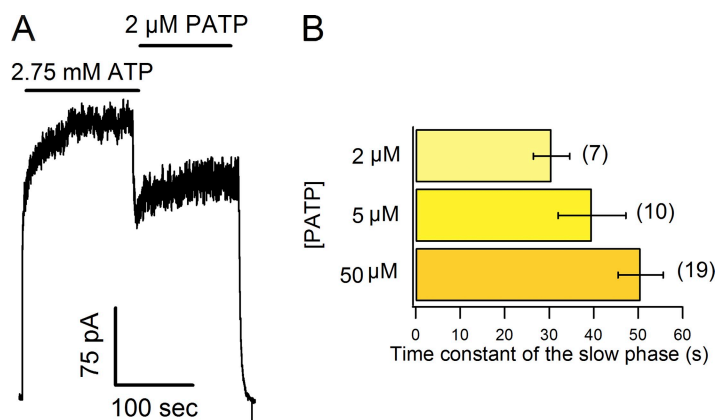 A
2 µM PATP
2.75 mM ATP
75 pA
100 sec
B
[PATP]
2 µM
(7)
5 µM
(10)
50 µM
(19)
0 10 20 30 40 50 60
Time constant of the slow phase (s)